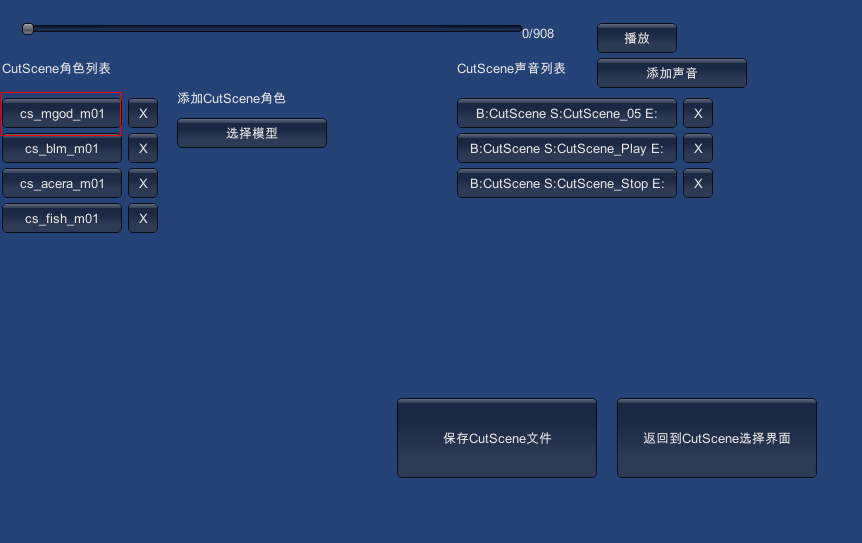 0/908
播放
CutScene角色列表
CutScene声音列表
添加声音
添加CutScene角色
cs_mgod_m01 X
选择模型
B:CutScene S:CutScene_05 E: X
cs_blm_m01 X
B:CutScene S:CutScene_Play E: X
cs_acera_m01 X
B:CutScene S:CutScene_Stop E: X
cs_fish_m01 X
保存CutScene文件
返回到CutScene选择界面